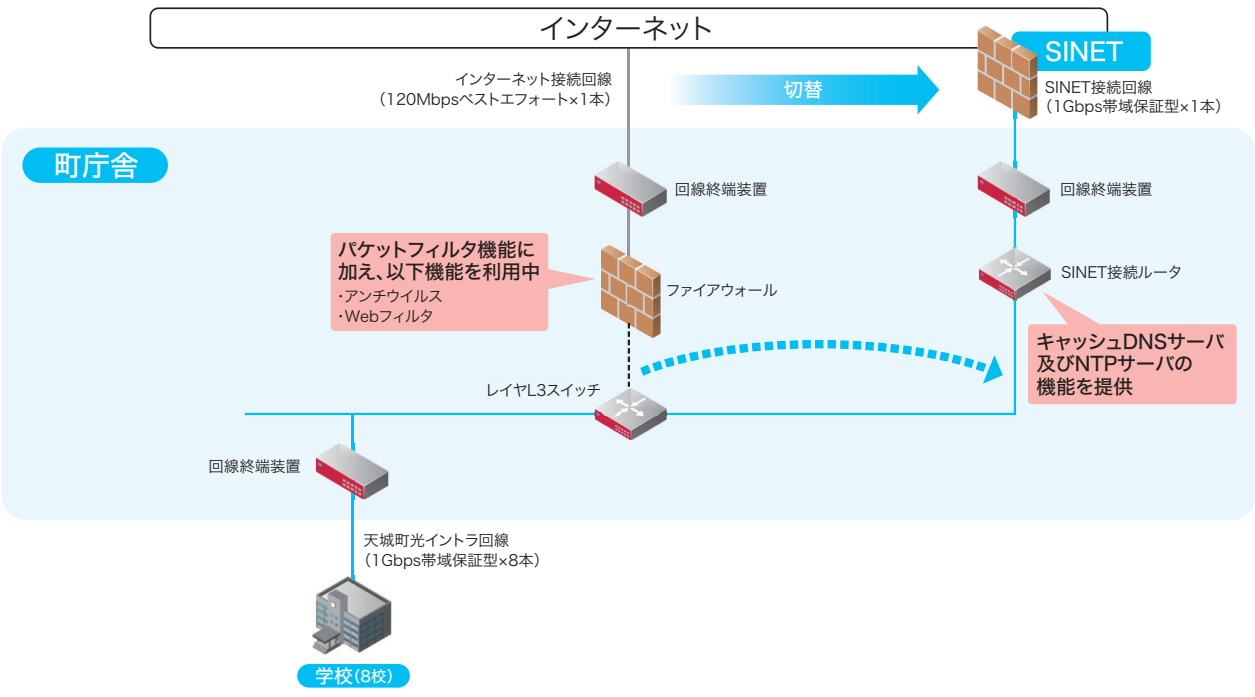 インターネット
SINET
インターネット接続回線
（120Mbpsベストエフォート×1本）
切替
SINET接続回線
（1Gbps帯域保証型×1本）
町庁舎
回線終端装置
回線終端装置
パケットフィルタ機能に
加え、以下機能を利用中
・アンチウイルス
・Webフィルタ
ファイアウォール
SINET接続ルータ
キャッシュDNSサーバ
及びNTPサーバの
機能を提供
レイヤL3スイッチ
回線終端装置
天城町光イントラ回線
（1Gbps帯域保証型×8本）
学校(8校)